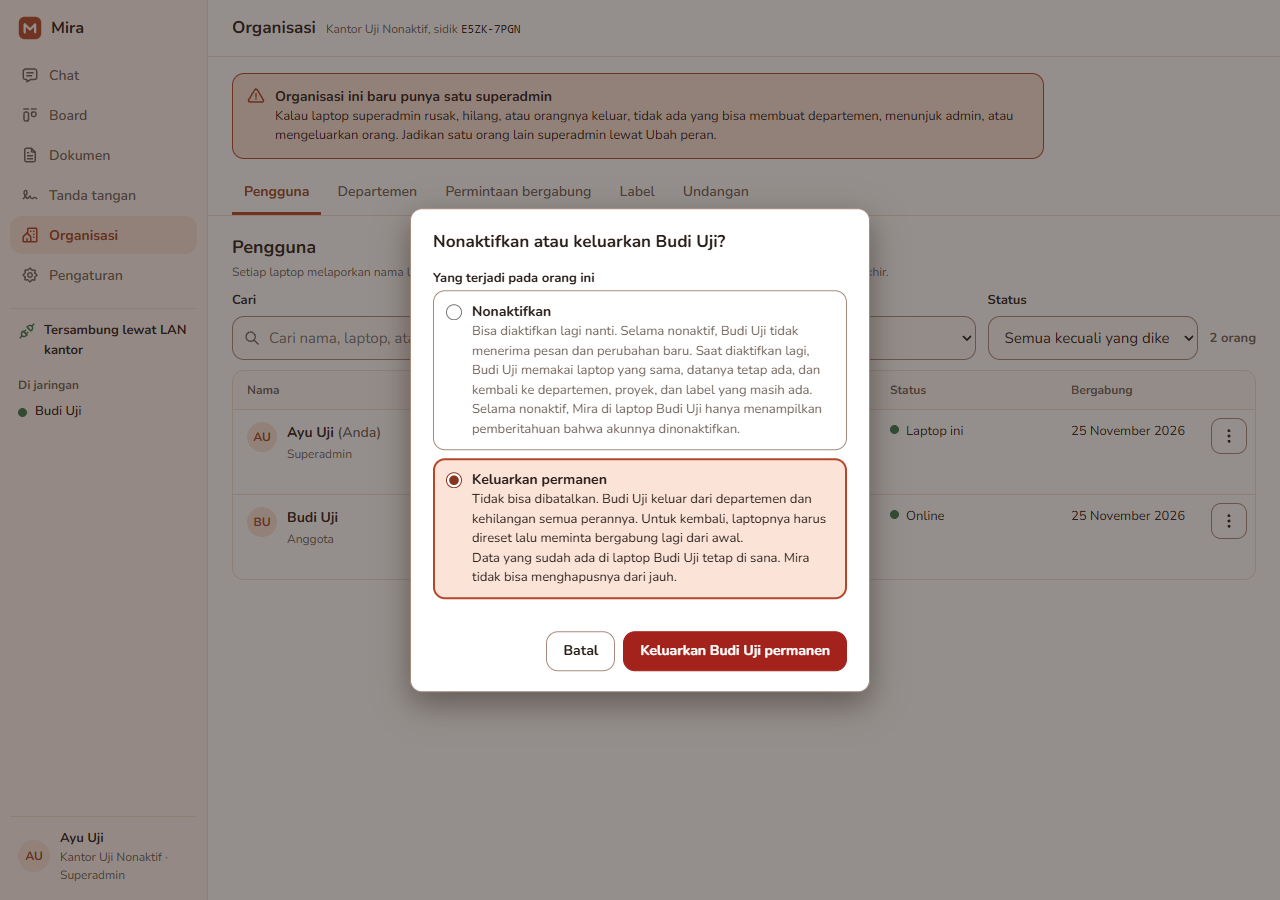 Mira
Chat
Board
Dokumen
Tanda tangan
Organisasi
Pengaturan
Tersambung lewat LAN
kantor
Di jaringan
Budi Uji
AU
Ayu Uji
Kantor Uji Nonaktif ·
Superadmin
Organisasi Kantor Uji Nonaktif, sidik E5ZK-7PGN
Organisasi ini baru punya satu superadmin
Kalau laptop superadmin rusak, hilang, atau orangnya keluar, tidak ada yang bisa membuat departemen, menunjuk admin, atau
mengeluarkan orang. Jadikan satu orang lain superadmin lewat Ubah peran.
Pengguna Departemen Permintaan bergabung Label Undangan
Pengguna
Setiap laptop melaporkan nama
Cari Status
Cari nama, laptop, Semua kecuali yang dike 2 orang
Nama Status Bergabung
AU Ayu Uji (Anda) Laptop ini 25 November 2026
Superadmin
BU Budi Uji Online 25 November 2026
Anggota
Nonaktifkan atau keluarkan Budi Uji?
Yang terjadi pada orang ini
Nonaktifkan
Bisa diaktifkan lagi nanti. Selama nonaktif, Budi Uji tidak
menerima pesan dan perubahan baru. Saat diaktifkan lagi,
Budi Uji memakai laptop yang sama, datanya tetap ada, dan
kembali ke departemen, proyek, dan label yang masih ada.
Selama nonaktif, Mira di laptop Budi Uji hanya menampilkan
pemberitahuan bahwa akunnya dinonaktifkan.
Keluarkan permanen
Tidak bisa dibatalkan. Budi Uji keluar dari departemen dan
kehilangan semua perannya. Untuk kembali, laptopnya harus
direset lalu meminta bergabung lagi dari awal.
Data yang sudah ada di laptop Budi Uji tetap di sana. Mira
tidak bisa menghapusnya dari jauh.
Batal Keluarkan Budi Uji permanen